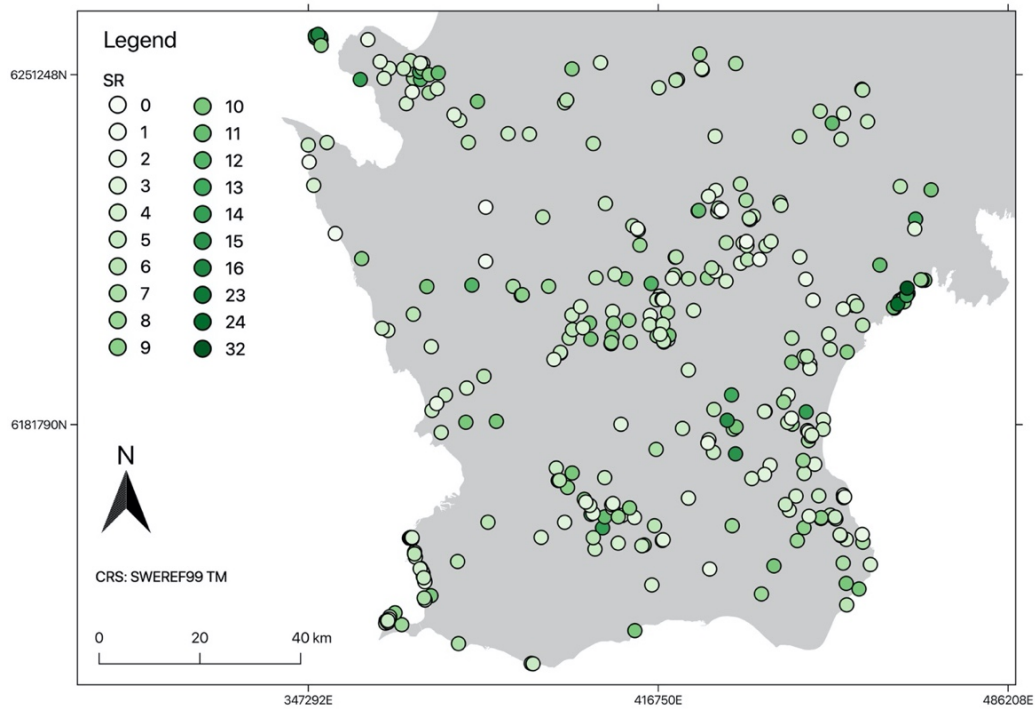 Legend
6251248N
SR
0 10
1 11
2 12
3 13
4 14
5 15
6 16
7 23
8 24
9 32
6181790N
N
CRS: SWEREF99 TM
0 20 40 km
347292E 416750E 486208E